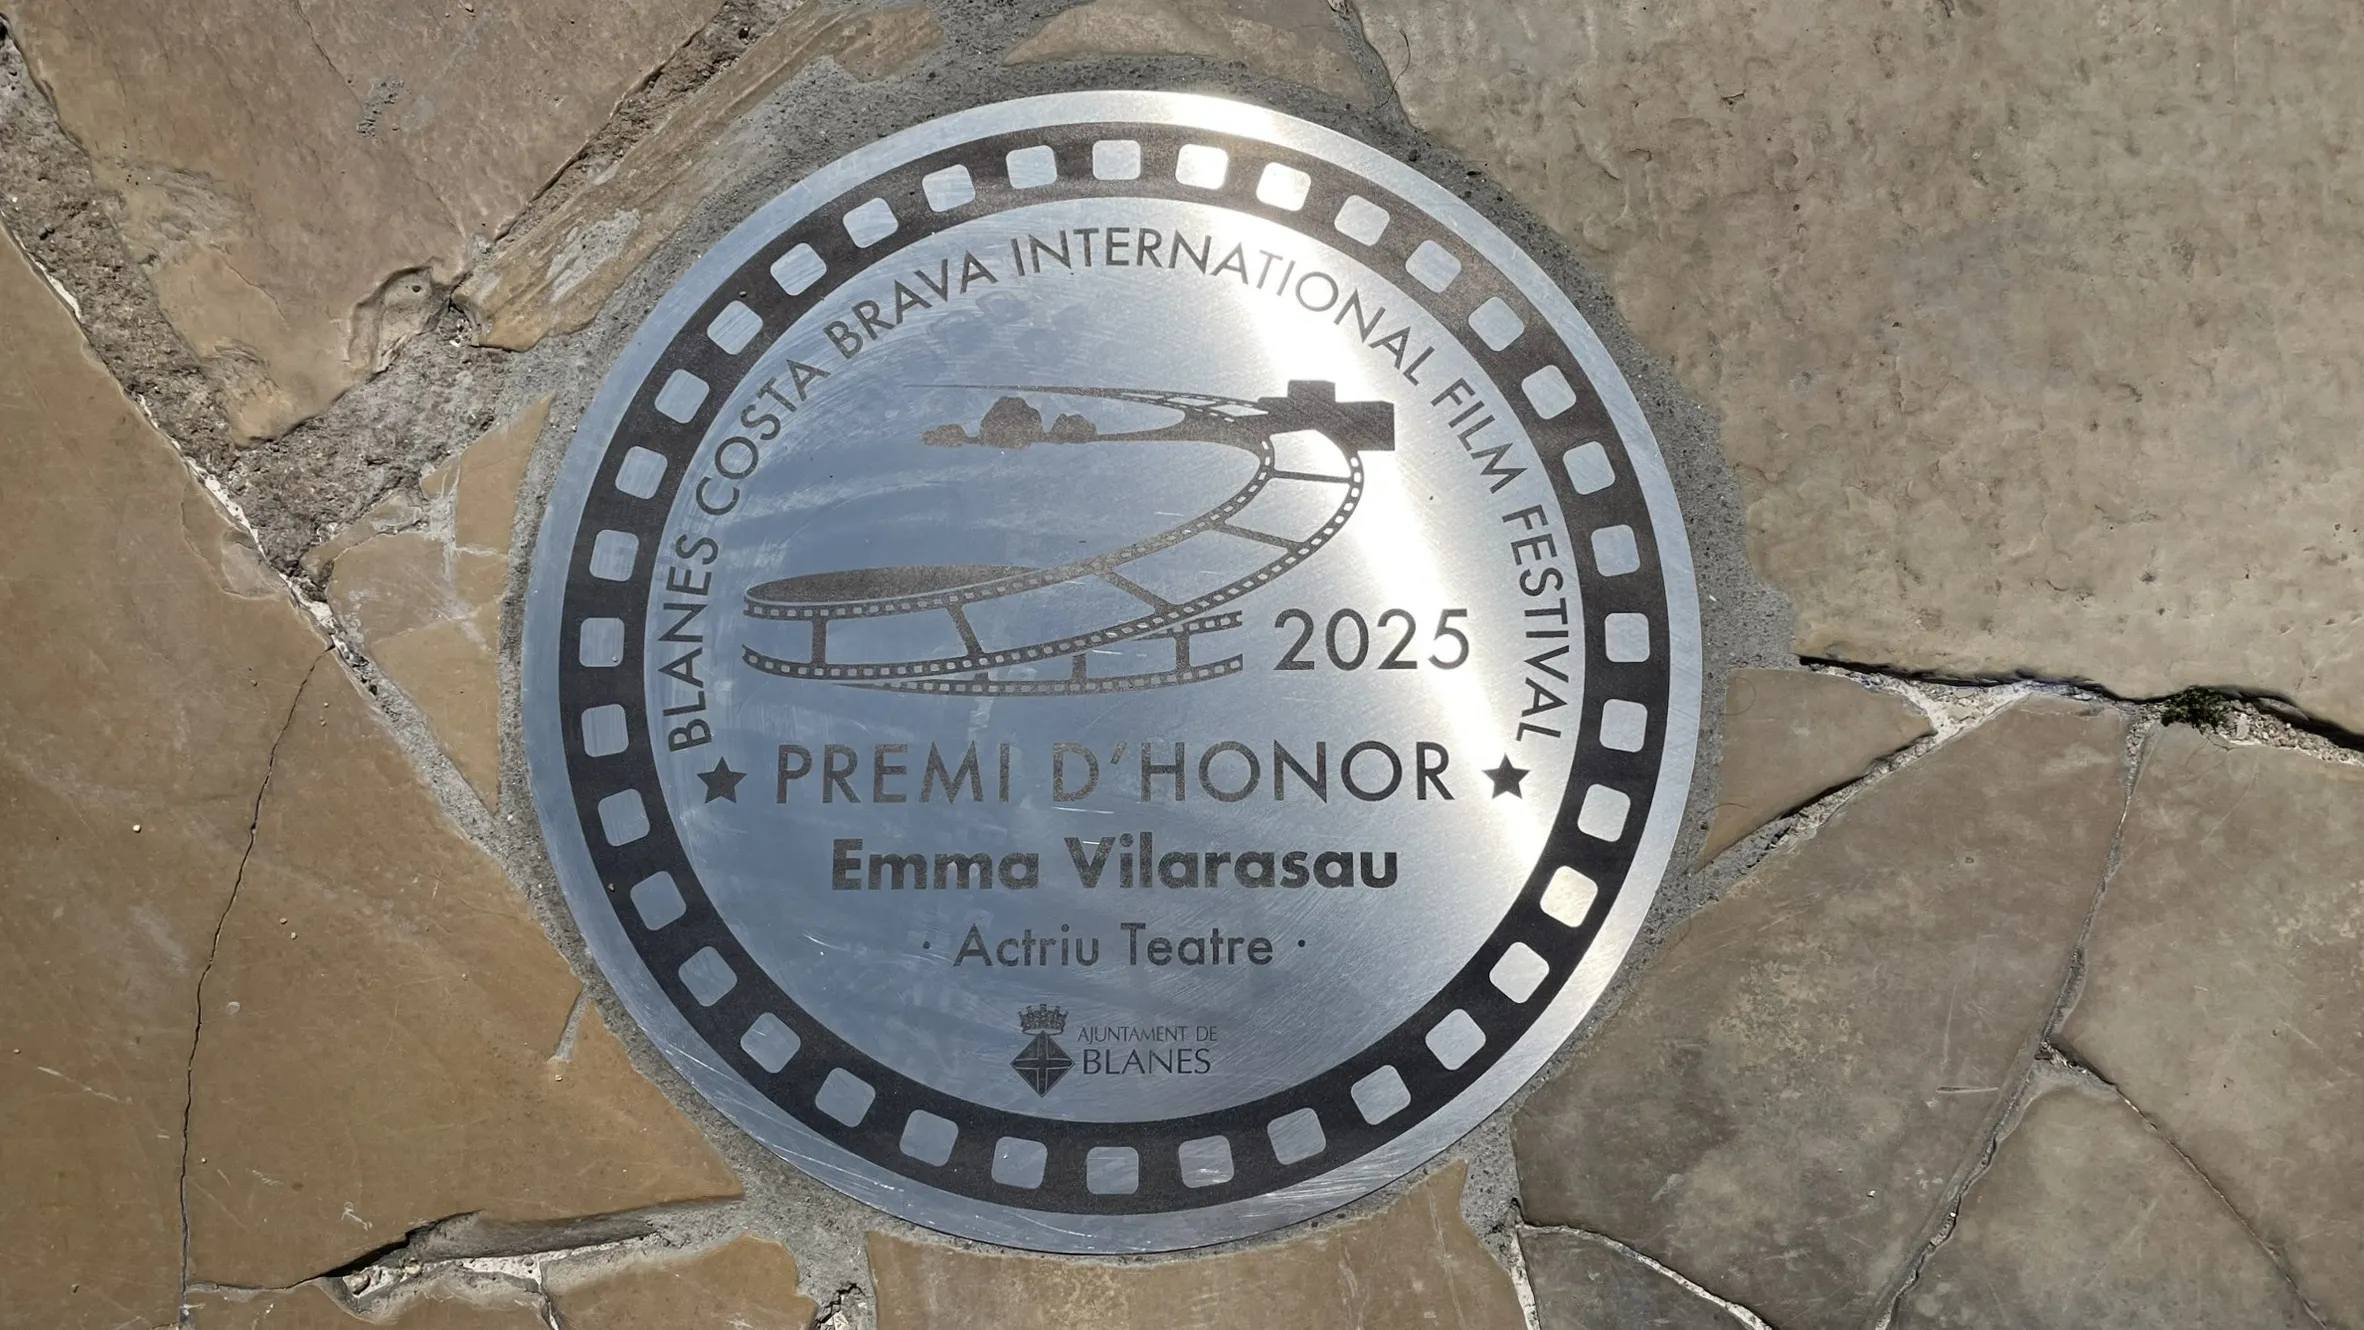 BLANES COSTA BRAVA INTERNATIONAL FILM FESTIVAL
2025
★ PREMI D'HONOR ★
Emma Vilarasau
· Actriu Teatre ·
AJUNTAMENT DE
BLANES